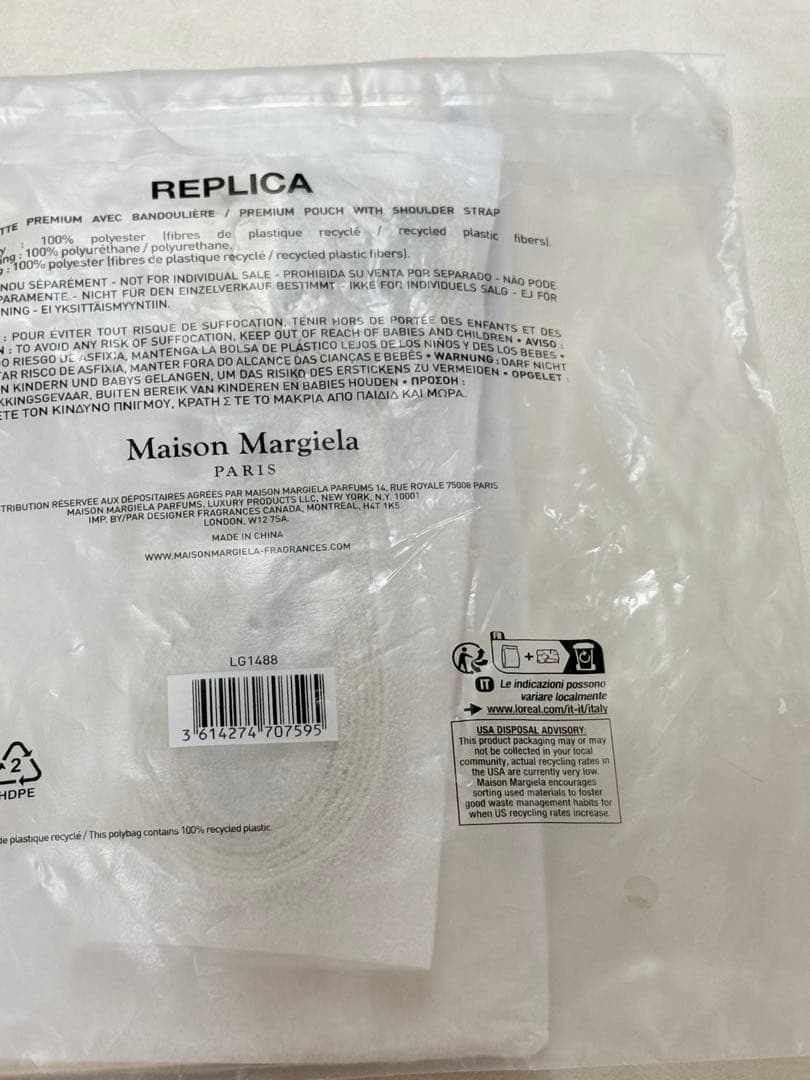 REPLICA
TTE PREMIUM AVEC BANDOULIÈRE / PREMIUM POUCH WITH SHOULDER STRAP
: 100% polyester (fibres de plastique recyclé / recycled plastic fibers).
: 100% polyuréthane / polyurethane.
: 100% polyester (fibres de plastique recyclé / recycled plastic fibers).
NDU SÉPARÉMENT - NOT FOR INDIVIDUAL SALE - PROHIBIDA SU VENTA POR SEPARADO - NÃO PODE
PARAMENTE - NICHT FÜR DEN EINZELVERKAUF BESTIMMT - IKKE FOR INDIVIDUELS SALG - EJ FÖR
NING - EI YKSITTÄISMYYNTIIN.
: POUR ÉVITER TOUT RISQUE DE SUFFOCATION, TENIR HORS DE PORTÉE DES ENFANTS ET DES
N : TO AVOID ANY RISK OF SUFFOCATION, KEEP OUT OF REACH OF BABIES AND CHILDREN • AVISO :
O RIESGO DE ASFIXIA, MANTENGA LA BOLSA DE PLÁSTICO LEJOS DE LOS NIÑOS Y DES LOS BEBES •
AR RISCO DE ASFIXIA, MANTER FORA DO ALCANCE DAS CIANÇAS E BEBÉS • WARNUNG : DARF NICHT
N KINDERN UND BABYS GELANGEN, UM DAS RISIKO DES ERSTICKENS ZU VERMEIDEN • OPGELET :
KKINGSGEVAAR, BUITEN BEREIK VAN KINDEREN EN BABIES HOUDEN • ΠΡΟΣΟΗ :
ΕΤΕ ΤΟΝ ΚΙΝΔΥΝΟ ΠΝΙΓΜΟΥ, ΚΡΑΤΗ Σ ΤΕ ΤΟ ΜΑΚΡΙΑ ΑΠΟ ΠΑΙΔΙΑ ΚΑΙ ΜΩΡΑ.
Maison Margiela
PARIS
TRIBUTION RÉSERVÉE AUX DÉPOSITAIRES AGRÉÉS PAR MAISON MARGIELA PARFUMS 14, RUE ROYALE 75008 PARIS
MAISON MARGIELA PARFUMS, LUXURY PRODUCTS LLC, NEW YORK, N.Y. 10001
IMP. BY/PAR DESIGNER FRAGRANCES CANADA, MONTREAL, H4T 1K5
LONDON, W12 7SA.
MADE IN CHINA
WWW.MAISONMARGIELA-FRAGRANCES.COM
LG1488
3 614274 707595
2
HDPE
de plastique recyclé / This polybag contains 100% recycled plastic
FR
+
IT Le indicazioni possono
variare localmente
www.loreal.com/it-it/italy
USA DISPOSAL ADVISORY:
This product packaging may or may
not be collected in your local
community, actual recycling rates in
the USA are currently very low.
Maison Margiela encourages
sorting used materials to foster
good waste management habits for
when US recycling rates increase.